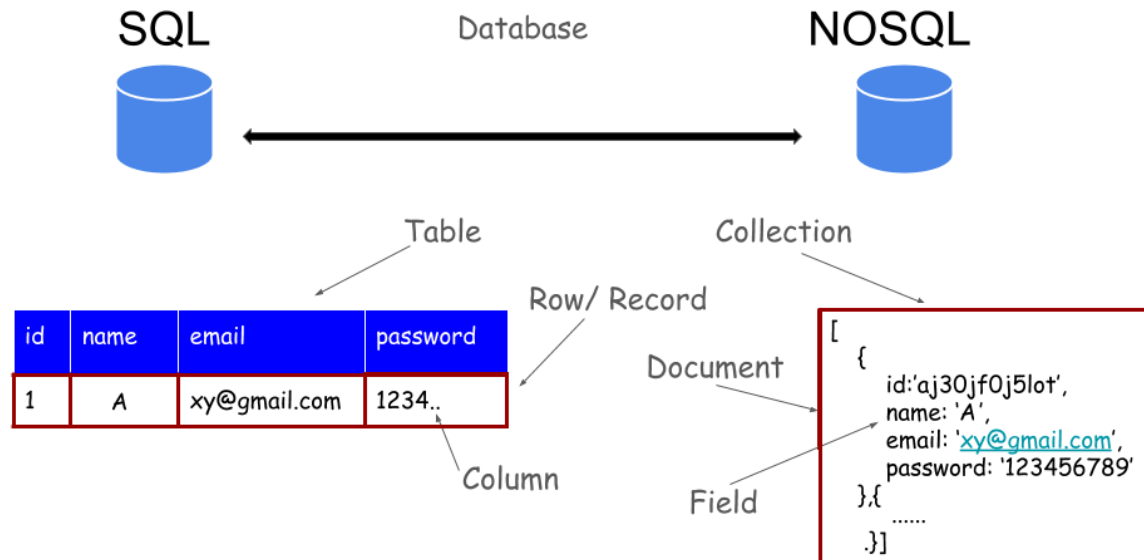 SQL
Database
NOSQL
Table
Collection
Row/ Record
id name email password
1 A xy@gmail.com 1234..
Column
Document
Field
[
{
id:'aj30jf0j5lot',
name: ‘A’,
email: ‘xy@gmail.com’,
password: ‘123456789’
},{
......
.}]